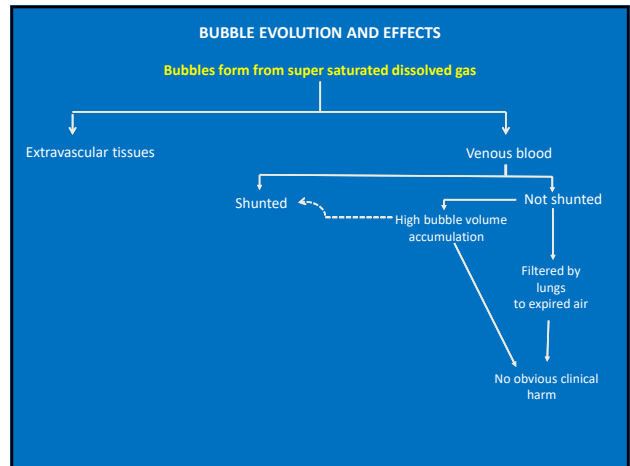 BUBBLE EVOLUTION AND EFFECTS
Bubbles form from super saturated dissolved gas
Extravascular tissues
Venous blood
Shunted
Not shunted
High bubble volume
accumulation
Filtered by
lungs
to expired air
No obvious clinical
harm